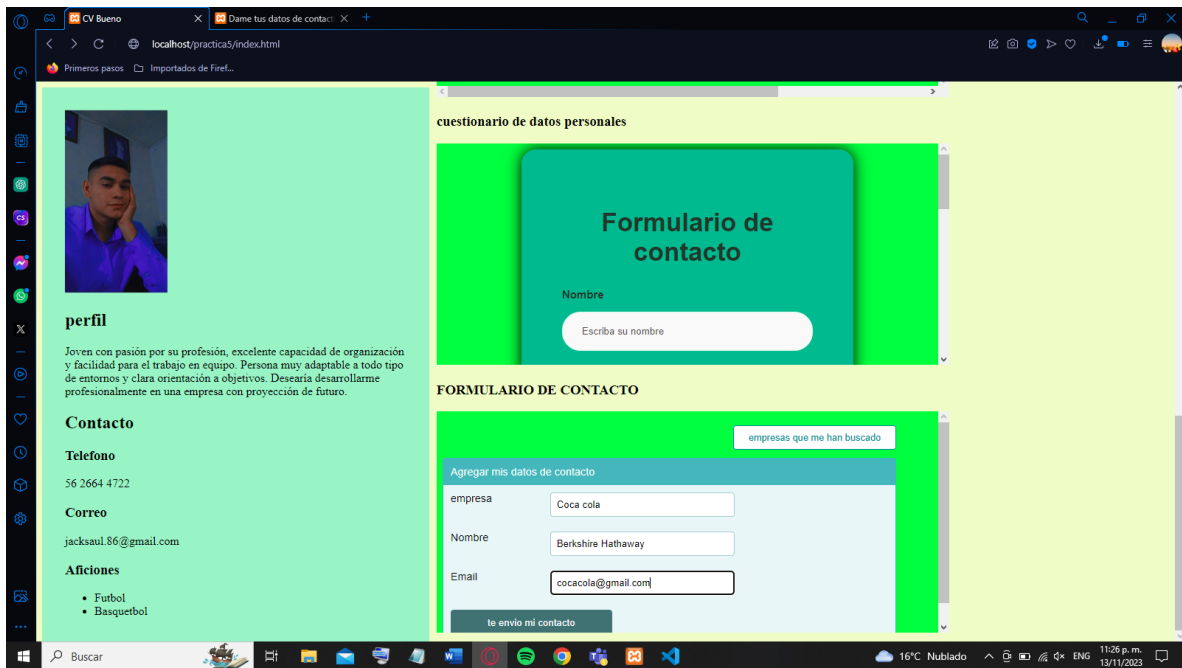 CV Bueno
Dame tus datos de contact
localhost/practica5/index.html
Primeros pasos
Importados de Firef...
perfil
Joven con pasión por su profesión, excelente capacidad de organización
y facilidad para el trabajo en equipo. Persona muy adaptable a todo tipo
de entornos y clara orientación a objetivos. Desearía desarrollarme
profesionalmente en una empresa con proyección de futuro.
Contacto
Telefono
56 2664 4722
Correo
jacksaul.86@gmail.com
Aficiones
Futbol
Basquetbol
cuestionario de datos personales
Formulario de
contacto
Nombre
Escriba su nombre
FORMULARIO DE CONTACTO
empresas que me han buscado
Agregar mis datos de contacto
empresa
Coca cola
Nombre
Berkshire Hathaway
Email
cocacola@gmail.com
te envio mi contacto
Buscar
16°C Nublado
ENG
11:26 p. m.
13/11/2023